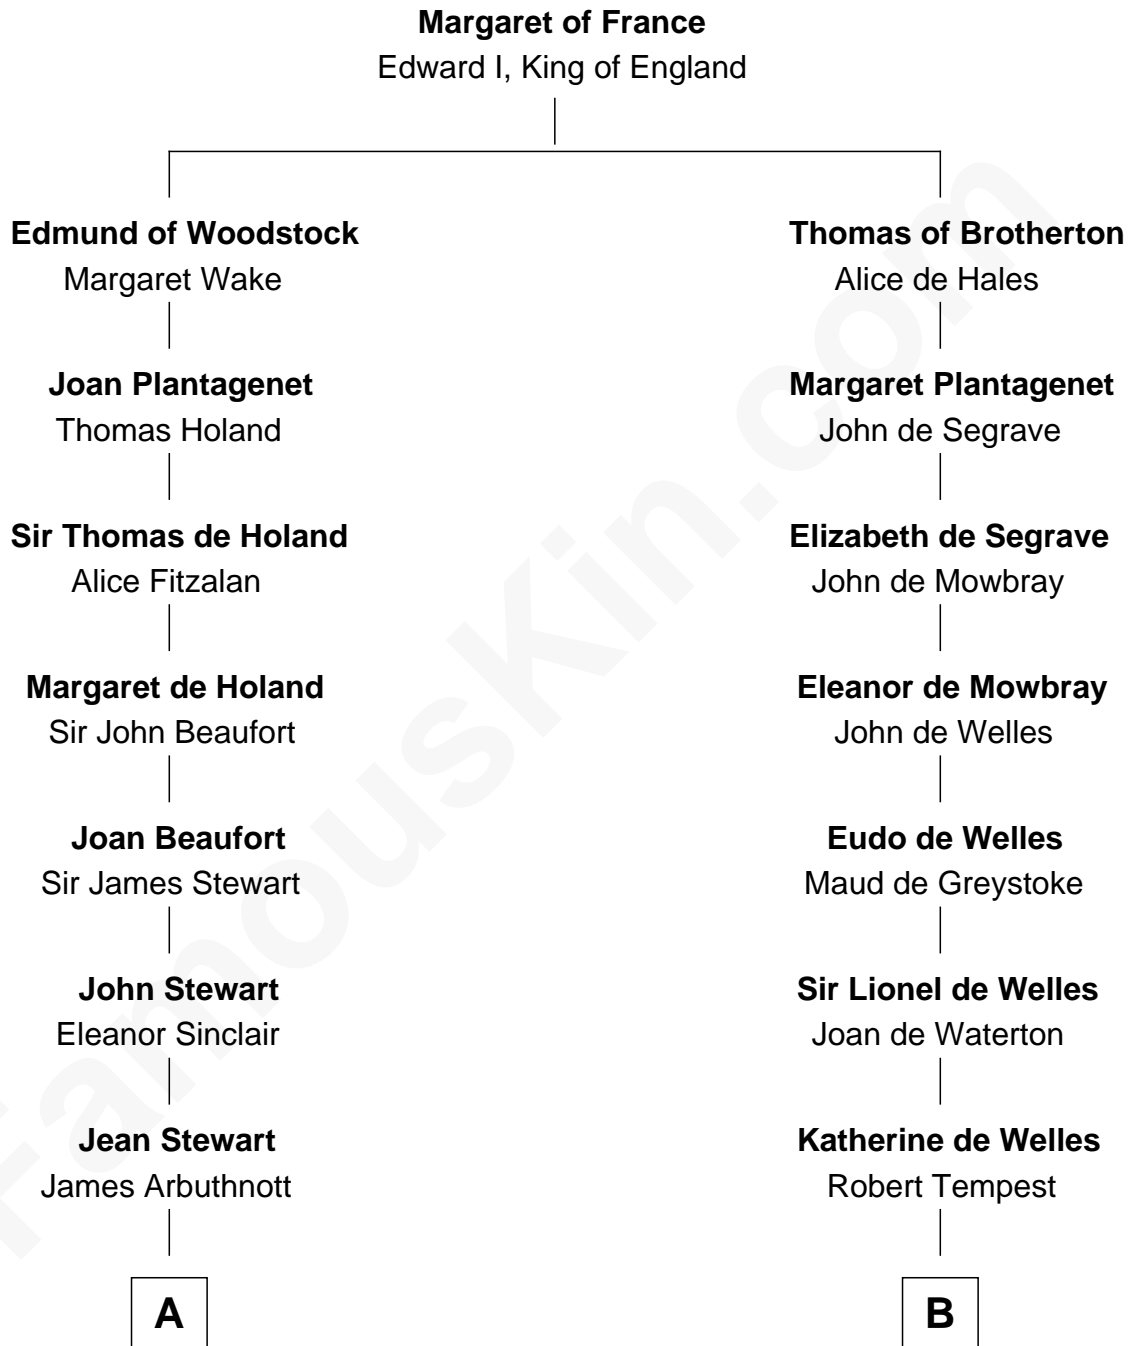 Margaret of France
Edward I, King of England
Edmund of Woodstock
Margaret Wake
Thomas of Brotherton
Alice de Hales
Joan Plantagenet
Thomas Holand
Margaret Plantagenet
John de Segrave
Sir Thomas de Holand
Alice Fitzalan
Elizabeth de Segrave
John de Mowbray
Margaret de Holand
Sir John Beaufort
Eleanor de Mowbray
John de Welles
Joan Beaufort
Sir James Stewart
Eudo de Welles
Maud de Greystoke
John Stewart
Eleanor Sinclair
Sir Lionel de Welles
Joan de Waterton
Jean Stewart
James Arbuthnott
Katherine de Welles
Robert Tempest
A
B
FamousKin.com